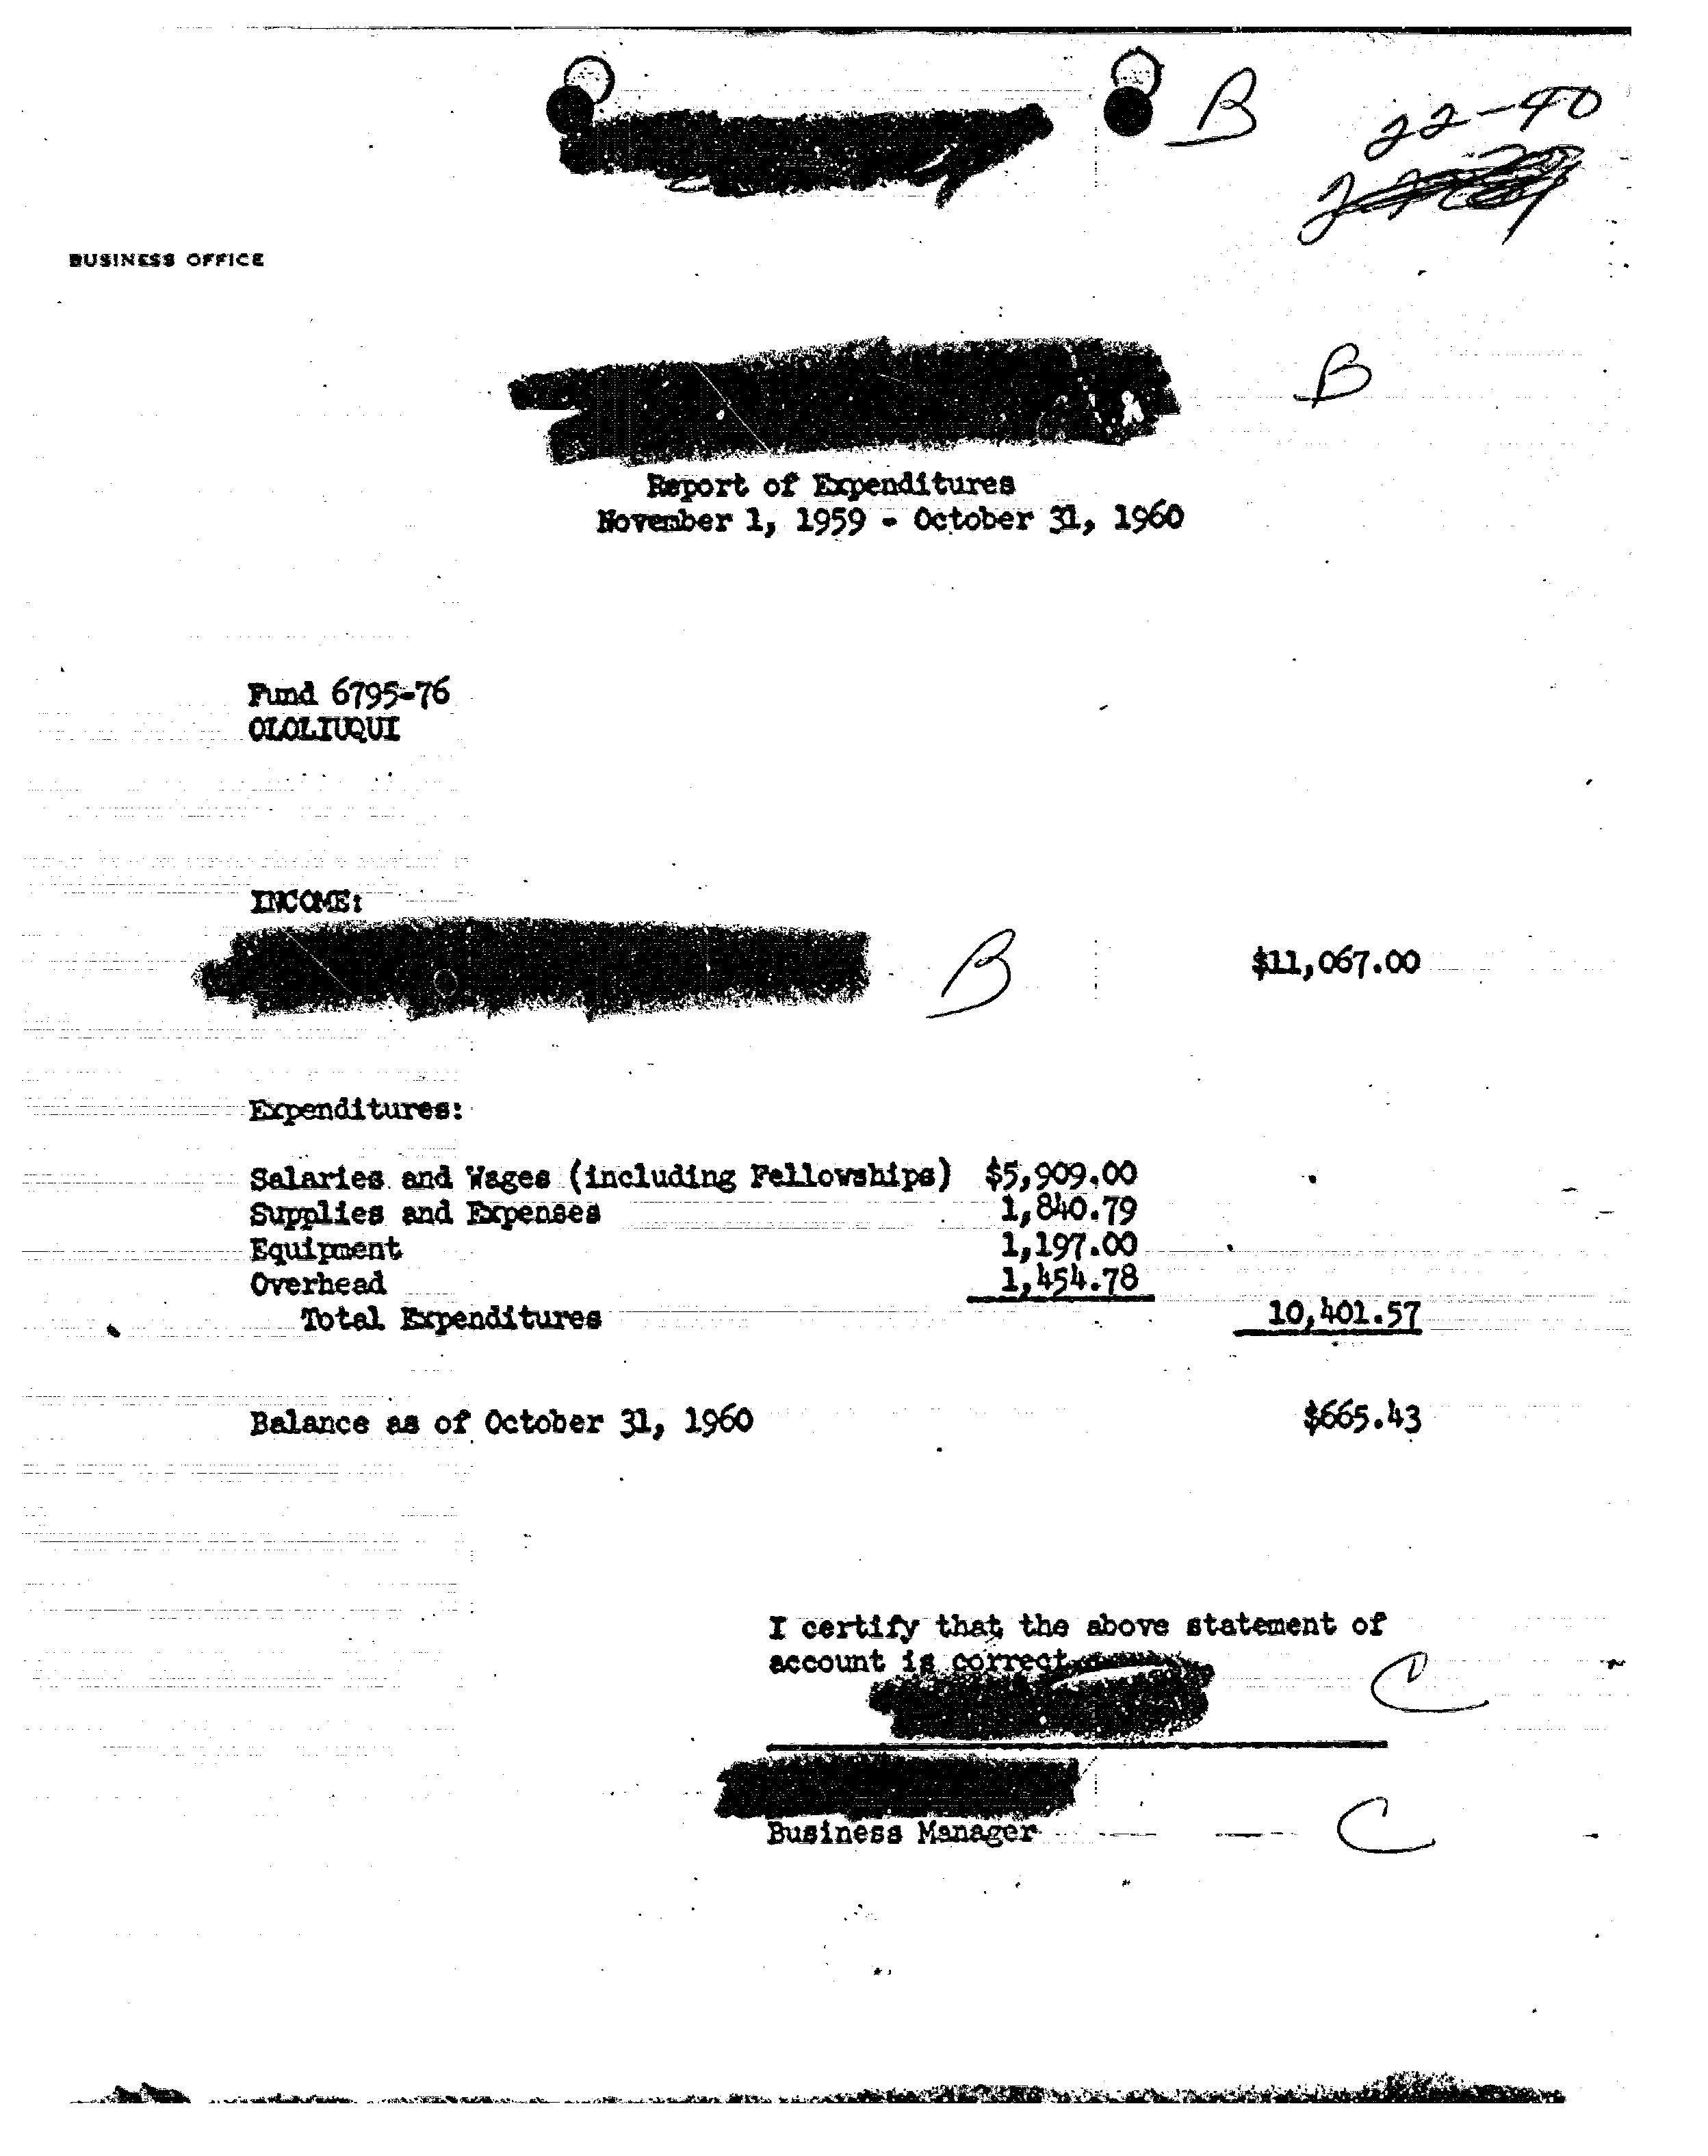 B
22-40
BUSINESS OFFICE
B
Report of Expenditures
November 1, 1959 - October 31, 1960
Fund 6795-76
OLOLIUQUI
INCOME:
B $11,067.00
Expenditures:
Salaries and Wages (including Fellowships) $5,909.00
Supplies and Expenses 1,840.79
Equipment 1,197.00
Overhead 1,454.78
Total Expenditures 10,401.57
Balance as of October 31, 1960 $665.43
I certify that the above statement of
account is correct
C
Business Manager C